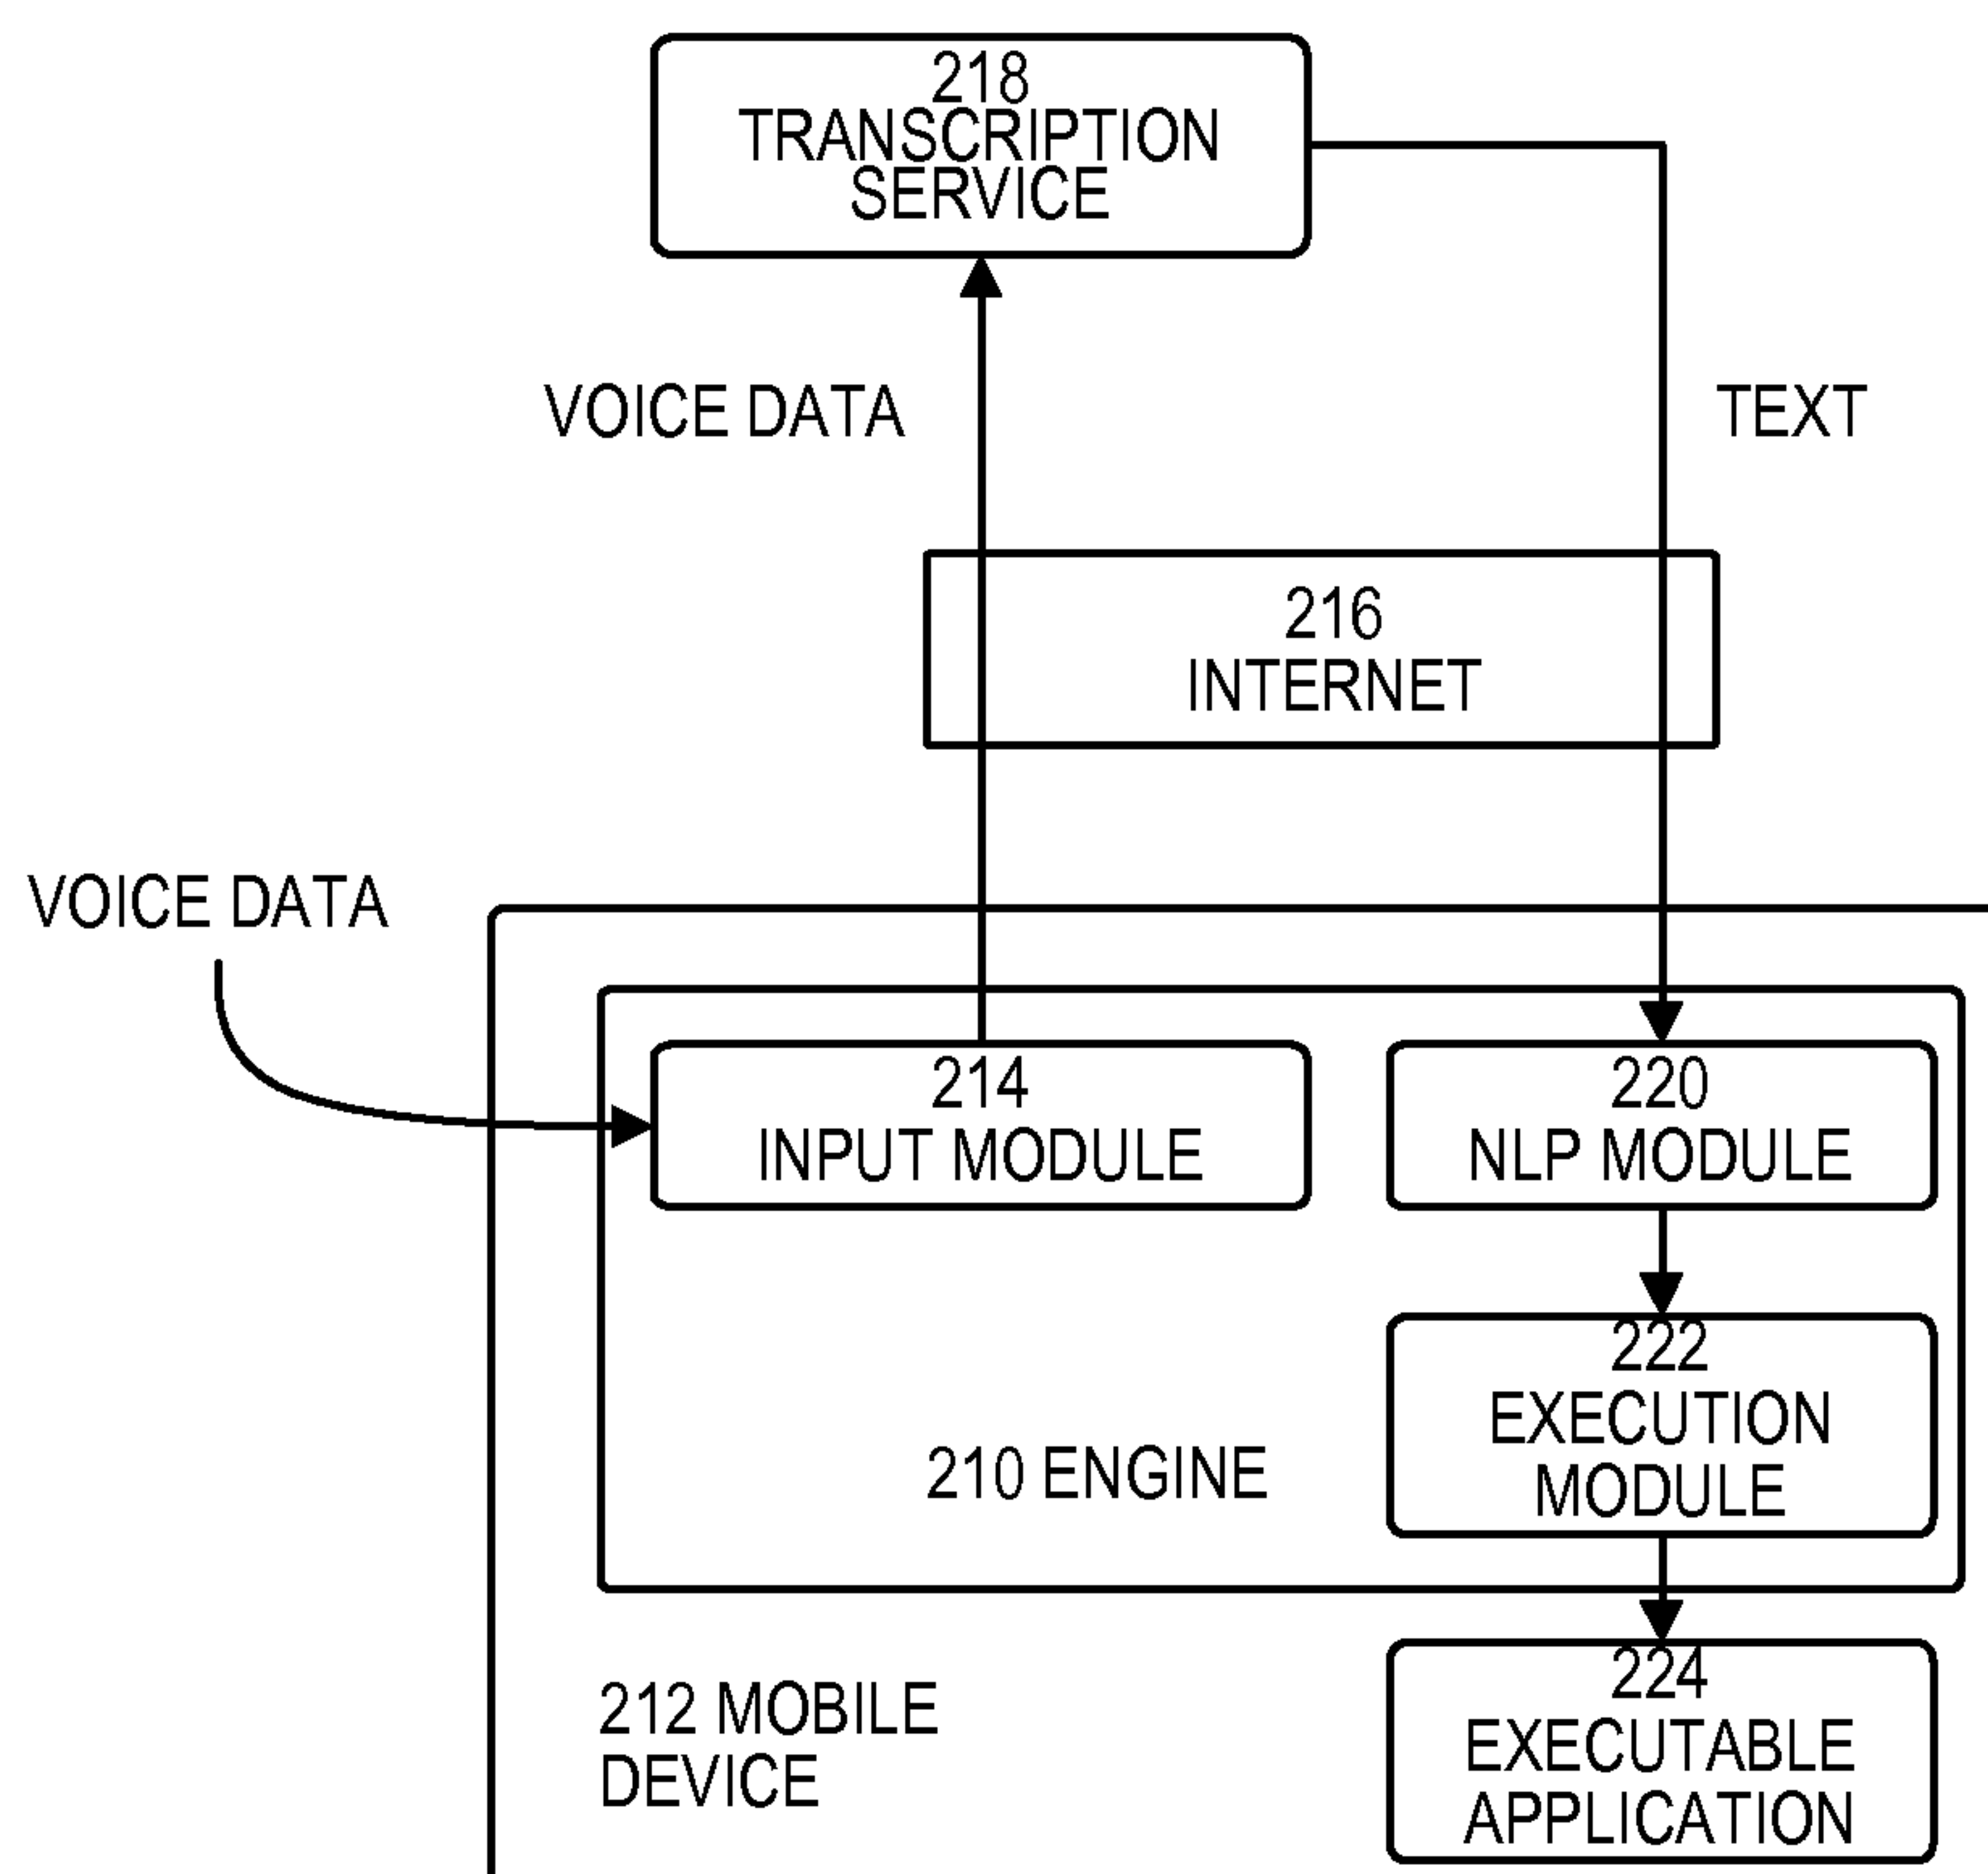 218
TRANSCRIPTION
SERVICE
VOICE DATA
TEXT
216
INTERNET
VOICE DATA
214
INPUT MODULE
220
NLP MODULE
222
EXECUTION
MODULE
210 ENGINE
224
EXECUTABLE
APPLICATION
212 MOBILE
DEVICE